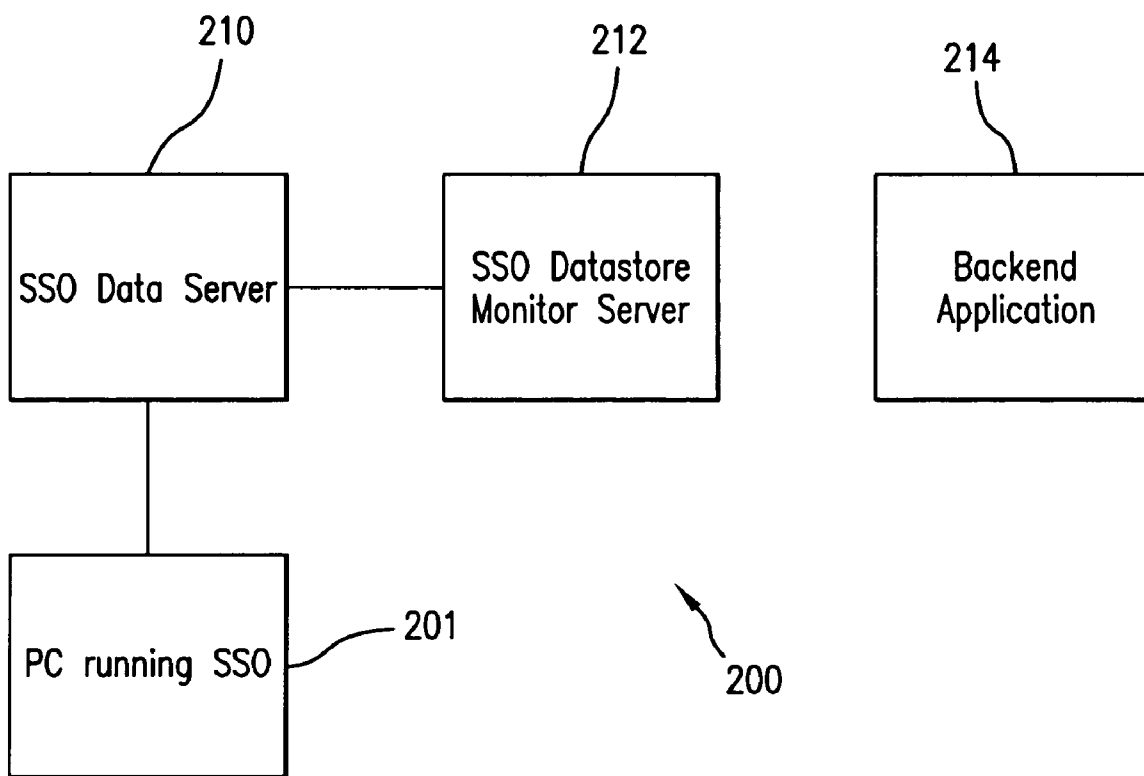 210
212
214
SSO Data Server
SSO Datastore
Monitor Server
Backend
Application
PC running SSO
201
200